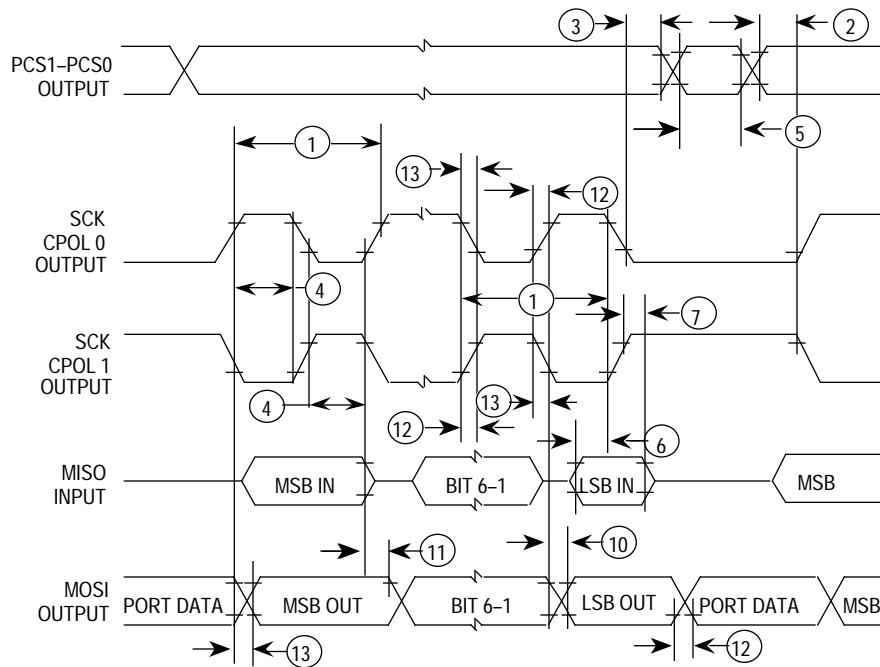 3
2
PCS1–PCS0
OUTPUT
5
1
13
12
SCK
CPOL 0
OUTPUT
4
1
7
SCK
CPOL 1
OUTPUT
4
13
12
6
MISO
INPUT
MSB IN
BIT 6–1
LSB IN
MSB
11
10
MOSI
OUTPUT
PORT DATA
MSB OUT
BIT 6–1
LSB OUT
PORT DATA
MSB
13
12